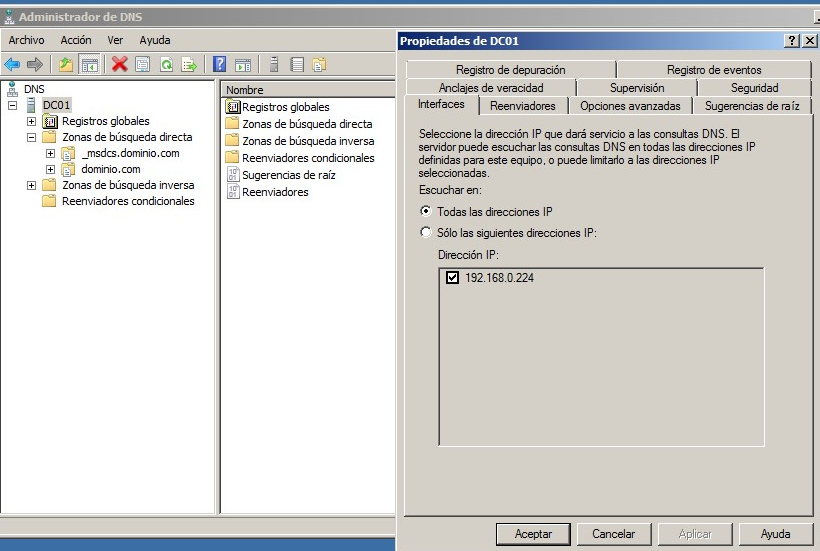 Administrador de DNS
Archivo Acción Ver Ayuda
DNS
DC01
Registros globales
Zonas de búsqueda directa
_msdcs.dominio.com
dominio.com
Zonas de búsqueda inversa
Reenviadores condicionales
Nombre
Registros globales
Zonas de búsqueda directa
Zonas de búsqueda inversa
Reenviadores condicionales
Sugerencias de raíz
Reenviadores
Propiedades de DC01
Registro de depuración Registro de eventos
Anclajes de veracidad Supervisión Seguridad
Interfaces Reenviadores Opciones avanzadas Sugerencias de raíz
Seleccione la dirección IP que dará servicio a las consultas DNS. El
servidor puede escuchar las consultas DNS en todas las direcciones IP
definidas para este equipo, o puede limitarlo a las direcciones IP
seleccionadas.
Escuchar en:
Todas las direcciones IP
Sólo las siguientes direcciones IP:
Dirección IP:
192.168.0.224
Aceptar Cancelar Aplicar Ayuda